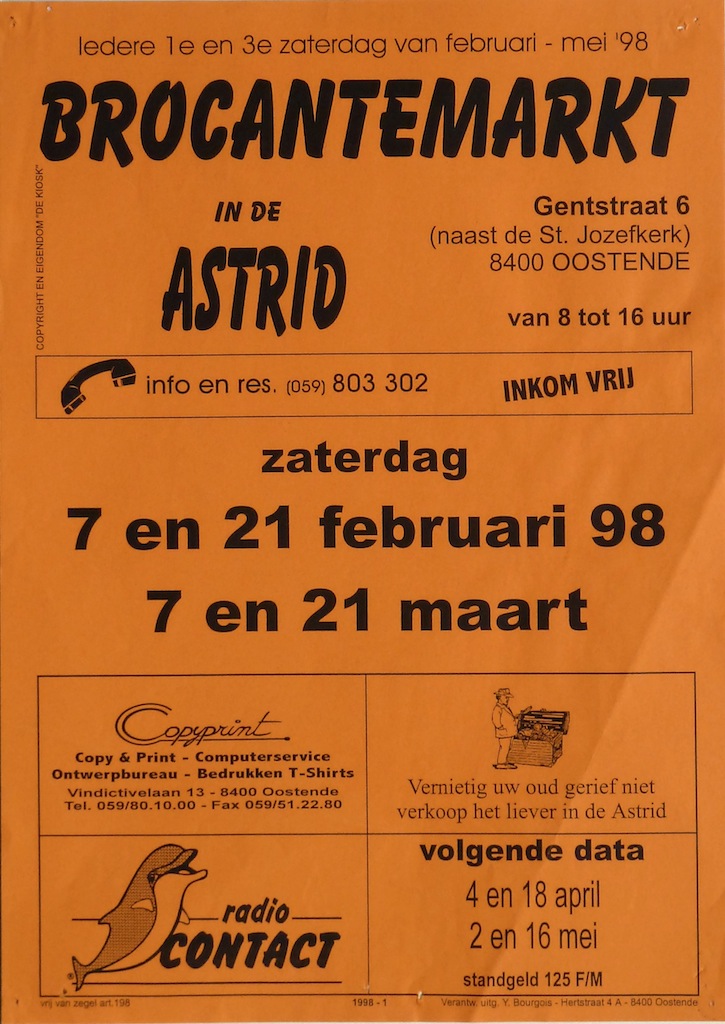 Iedere 1e en 3e zaterdag van februari - mei '98
BROCANTEMARKT
IN DE
ASTRID
Gentstraat 6
(naast de St. Jozefkerk)
8400 OOSTENDE
van 8 tot 16 uur
COPYRIGHT EN EIGENDOM "DE KIOSK"
info en res. (059) 803 302
INKOM VRIJ
zaterdag
7 en 21 februari 98
7 en 21 maart
Copyprint
Copy & Print - Computerservice
Ontwerpbureau - Bedrukken T-Shirts
Vindictivelaan 13 - 8400 Oostende
Tel. 059/80.10.00 - Fax 059/51.22.80
Vernietig uw oud gerief niet
verkoop het liever in de Astrid
radio
CONTACT
®
volgende data
4 en 18 april
2 en 16 mei
standgeld 125 F/M
vrij van zegel art.198
1998 - 1
Verantw. uitg. Y. Bourgois - Hertstraat 4 A - 8400 Oostende